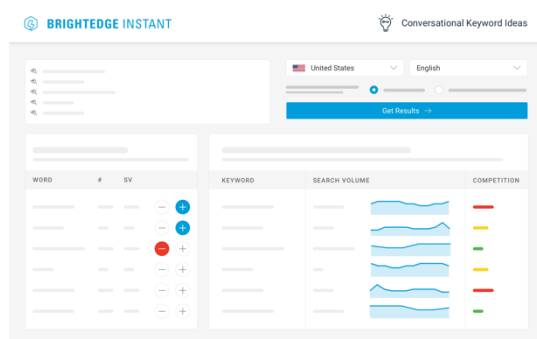 BRIGHTEDGE INSTANT
Conversational Keyword Ideas
United States
English
Get Results →
WORD # SV
KEYWORD SEARCH VOLUME COMPETITION